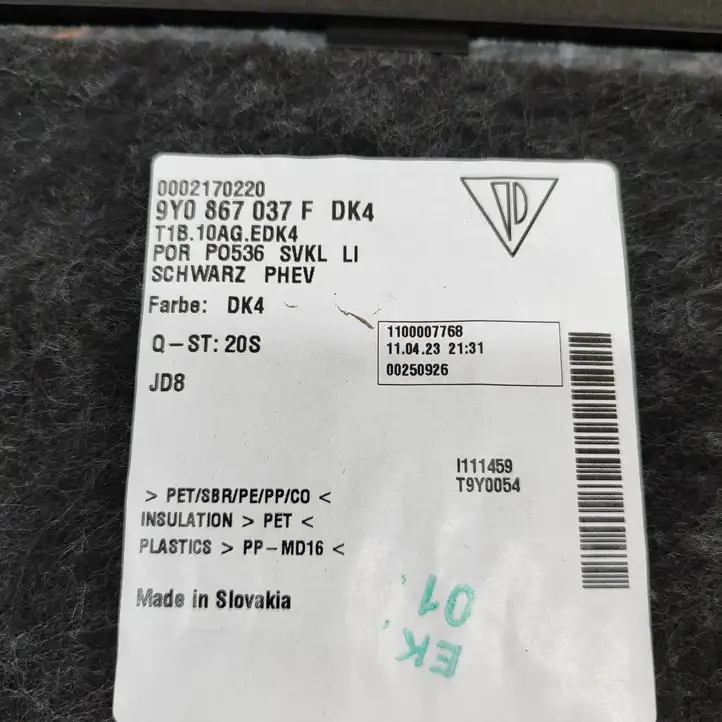 0002170220
9Y0 867 037 F DK4
T1B.10AG.EDK4
POR PO536 SVKL LI
SCHWARZ PHEV
Farbe: DK4
Q-ST: 20S
JD8
1100007768
11.04.23 21:31
00250926
I111459
T9Y0054
> PET/SBR/PE/PP/CO <
INSULATION > PET <
PLASTICS > PP-MD16 <
Made in Slovakia
EK.
01.